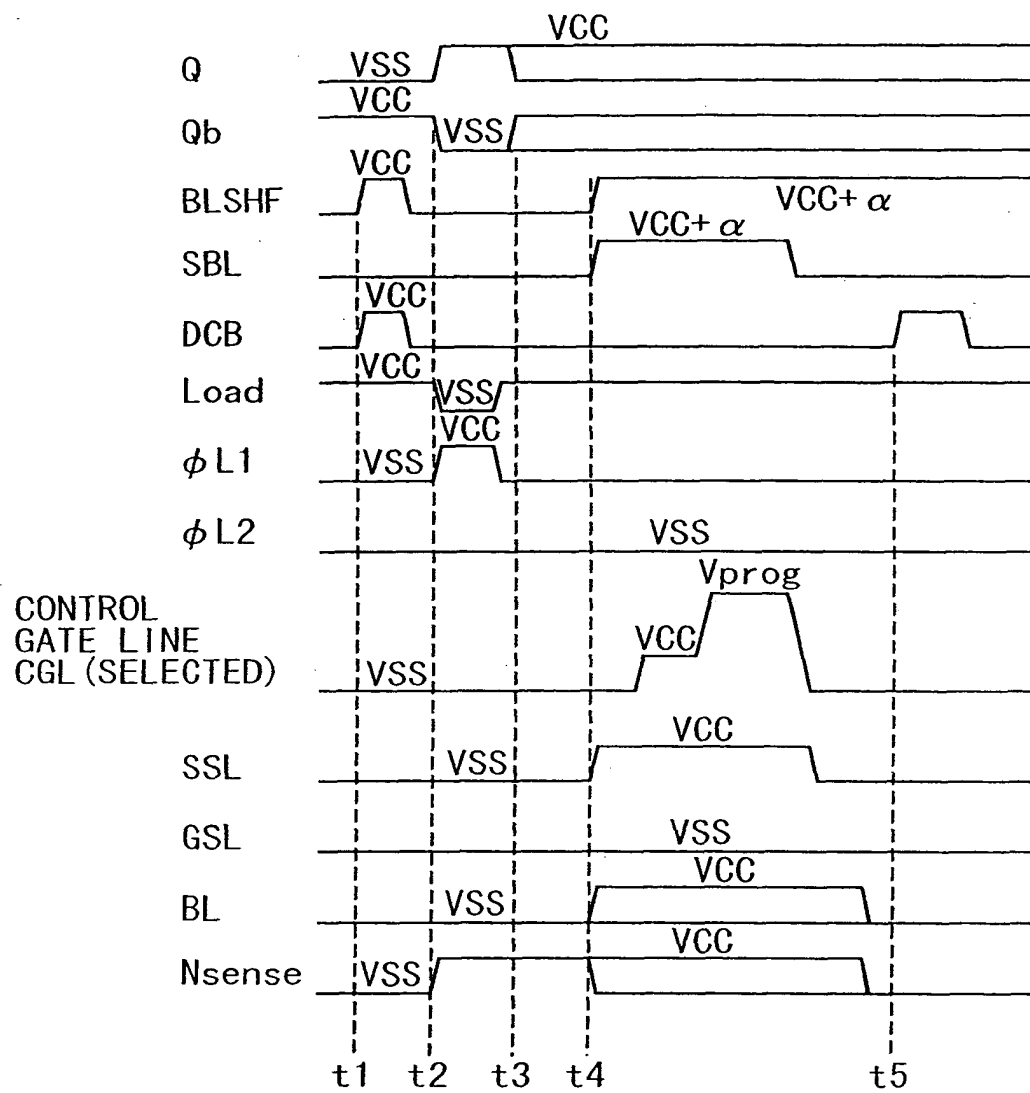 VCC
Q VSS
VCC
Qb VSS
VCC
BLSHF VCC+α
SBL VCC+α
VCC
DCB
VCC
Load VSS
VCC
φL1 VSS
φL2 VSS
Vprog
CONTROL
GATE LINE VCC
CGL(SELECTED) VSS
VCC
SSL VSS
GSL VSS
VCC
BL VSS
VCC
Nsense VSS
t1 t2 t3 t4 t5